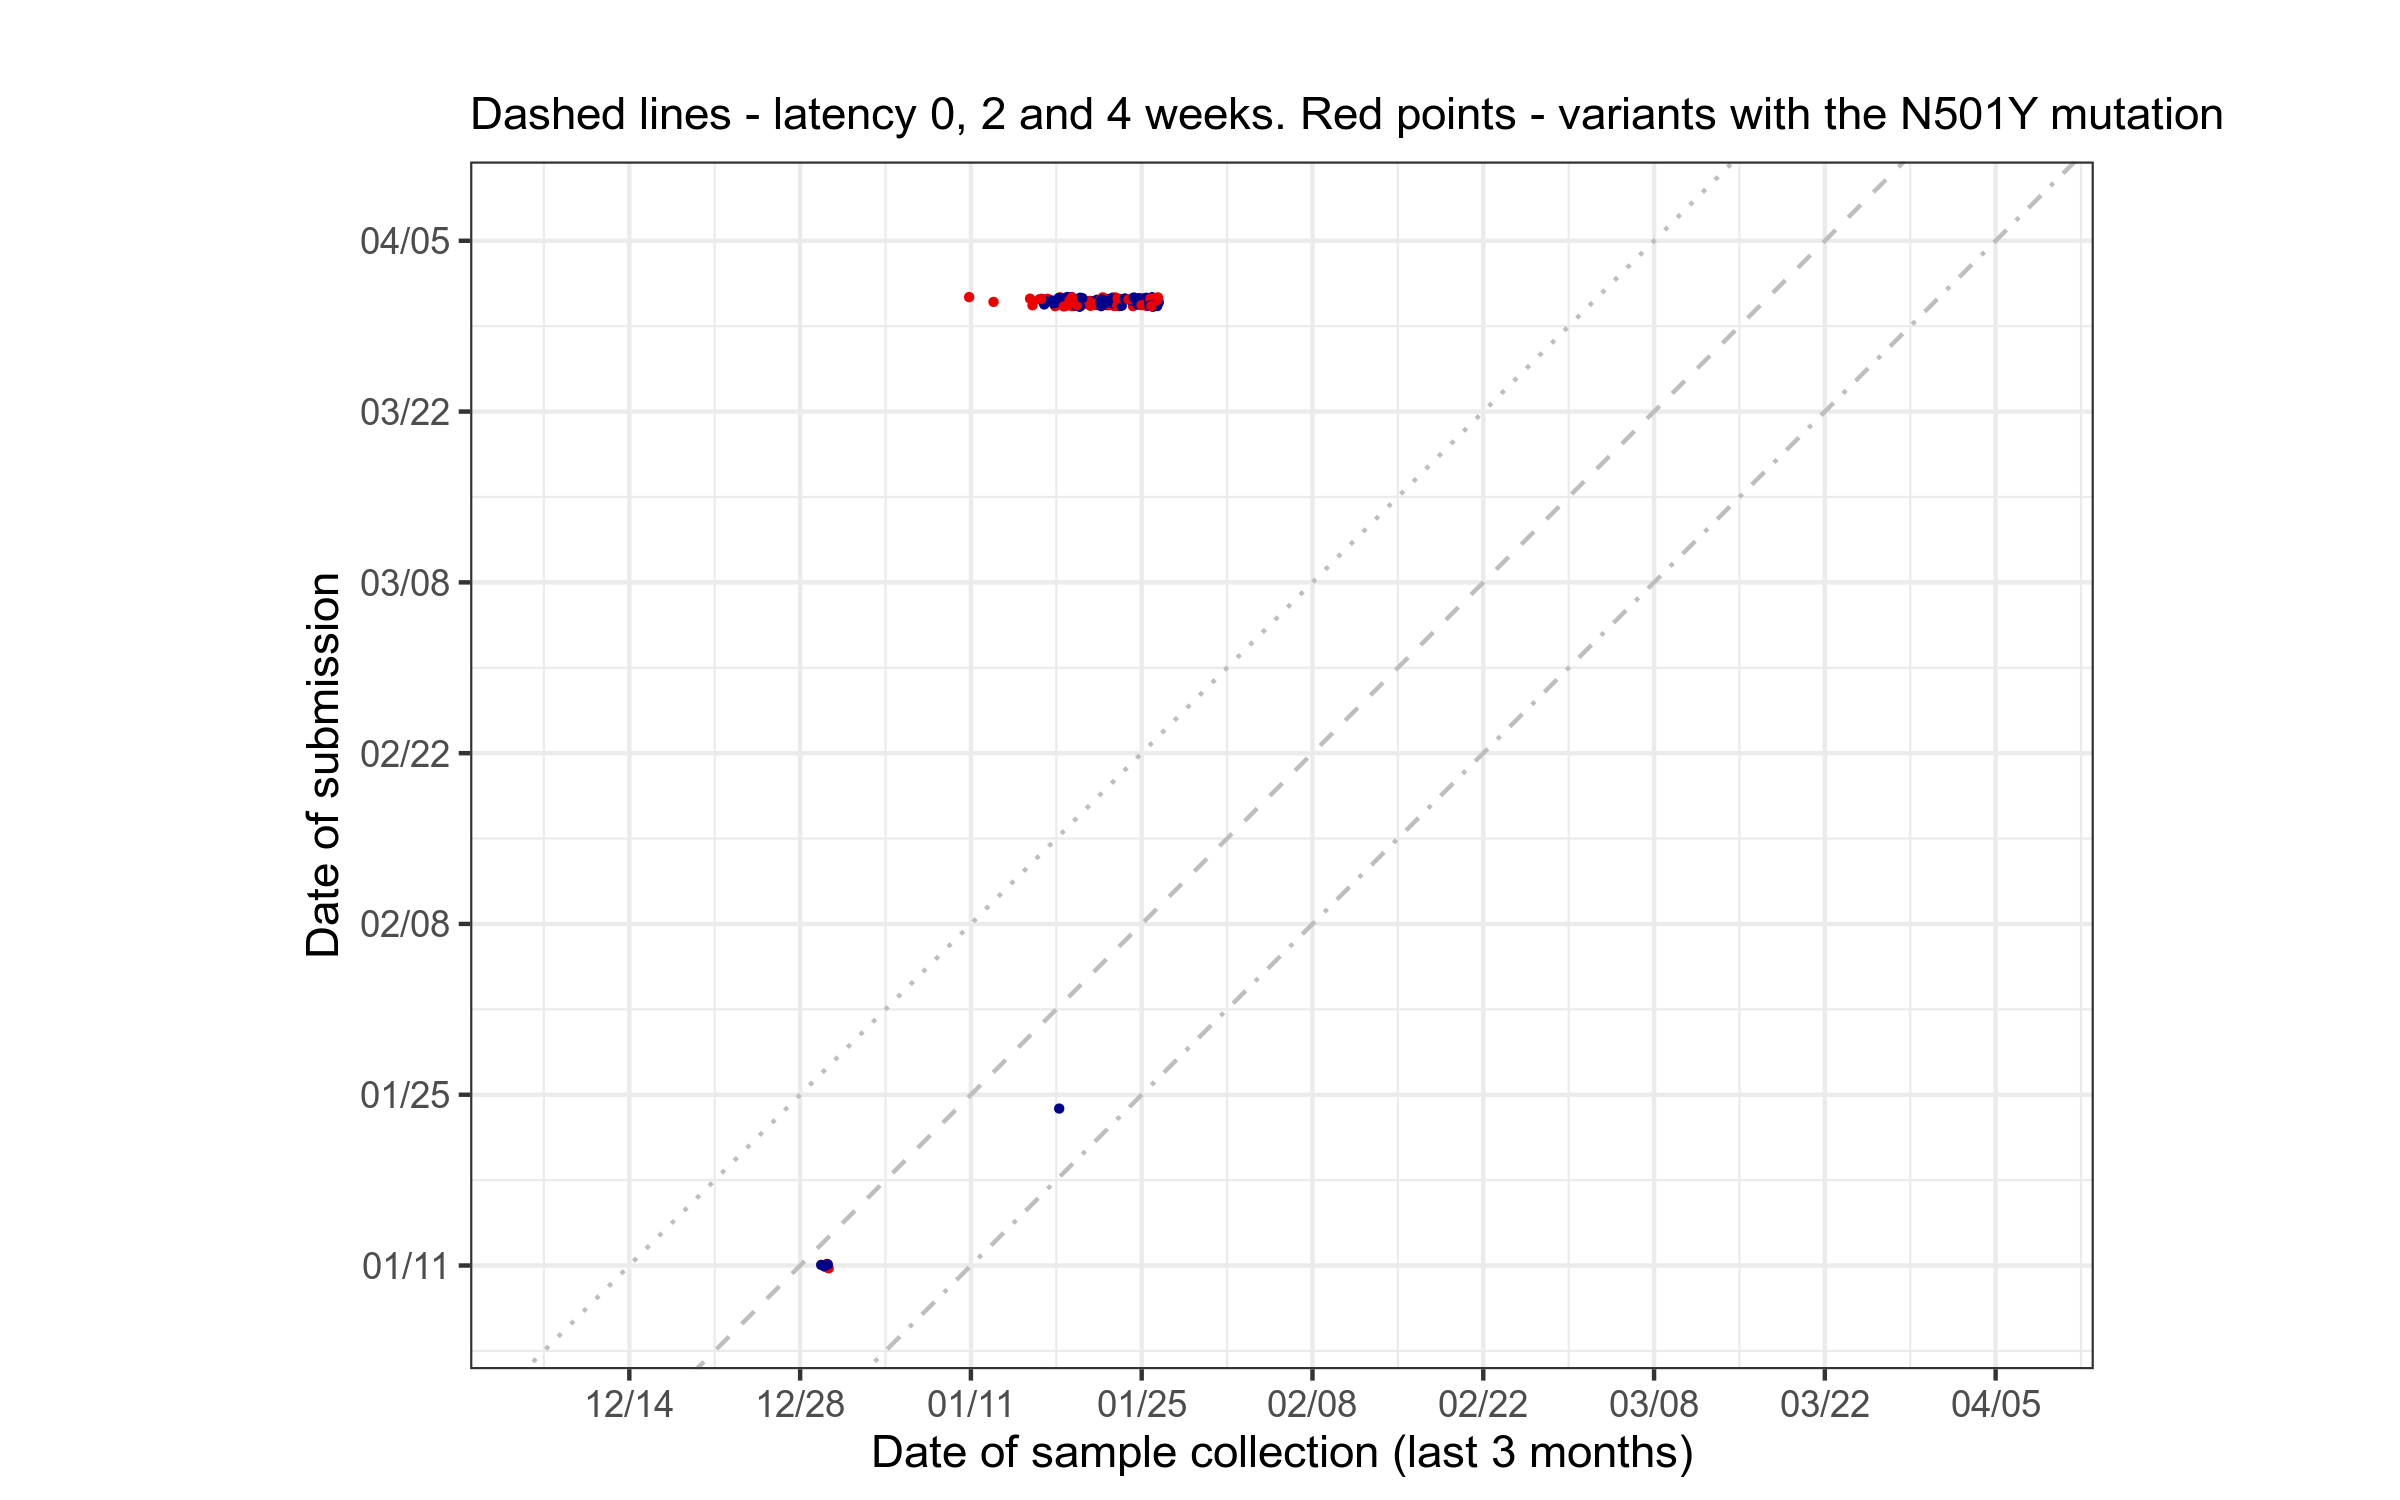 Dashed lines - latency 0, 2 and 4 weeks. Red points - variants with the N501Y mutation
04/05
03/22
03/08
02/22
02/08
01/25
01/11
Date of submission
12/14 12/28 01/11 01/25 02/08 02/22 03/08 03/22 04/05
Date of sample collection (last 3 months)